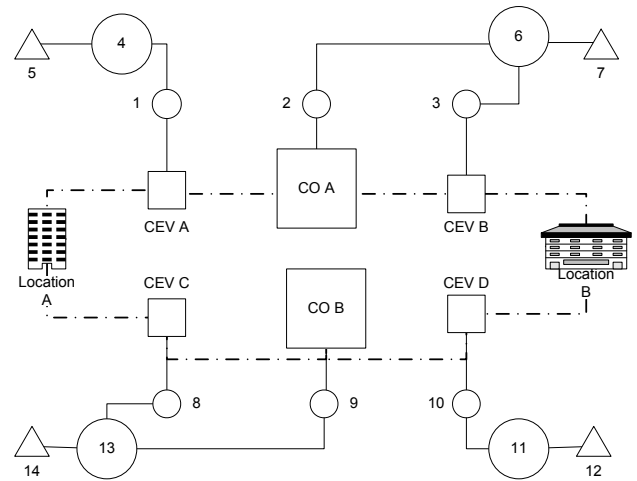 4
6
5
7
1
2
3
CO A
CEV A
CEV B
Location
A
Location
B
CEV C
CO B
CEV D
8
9
10
13
11
14
12